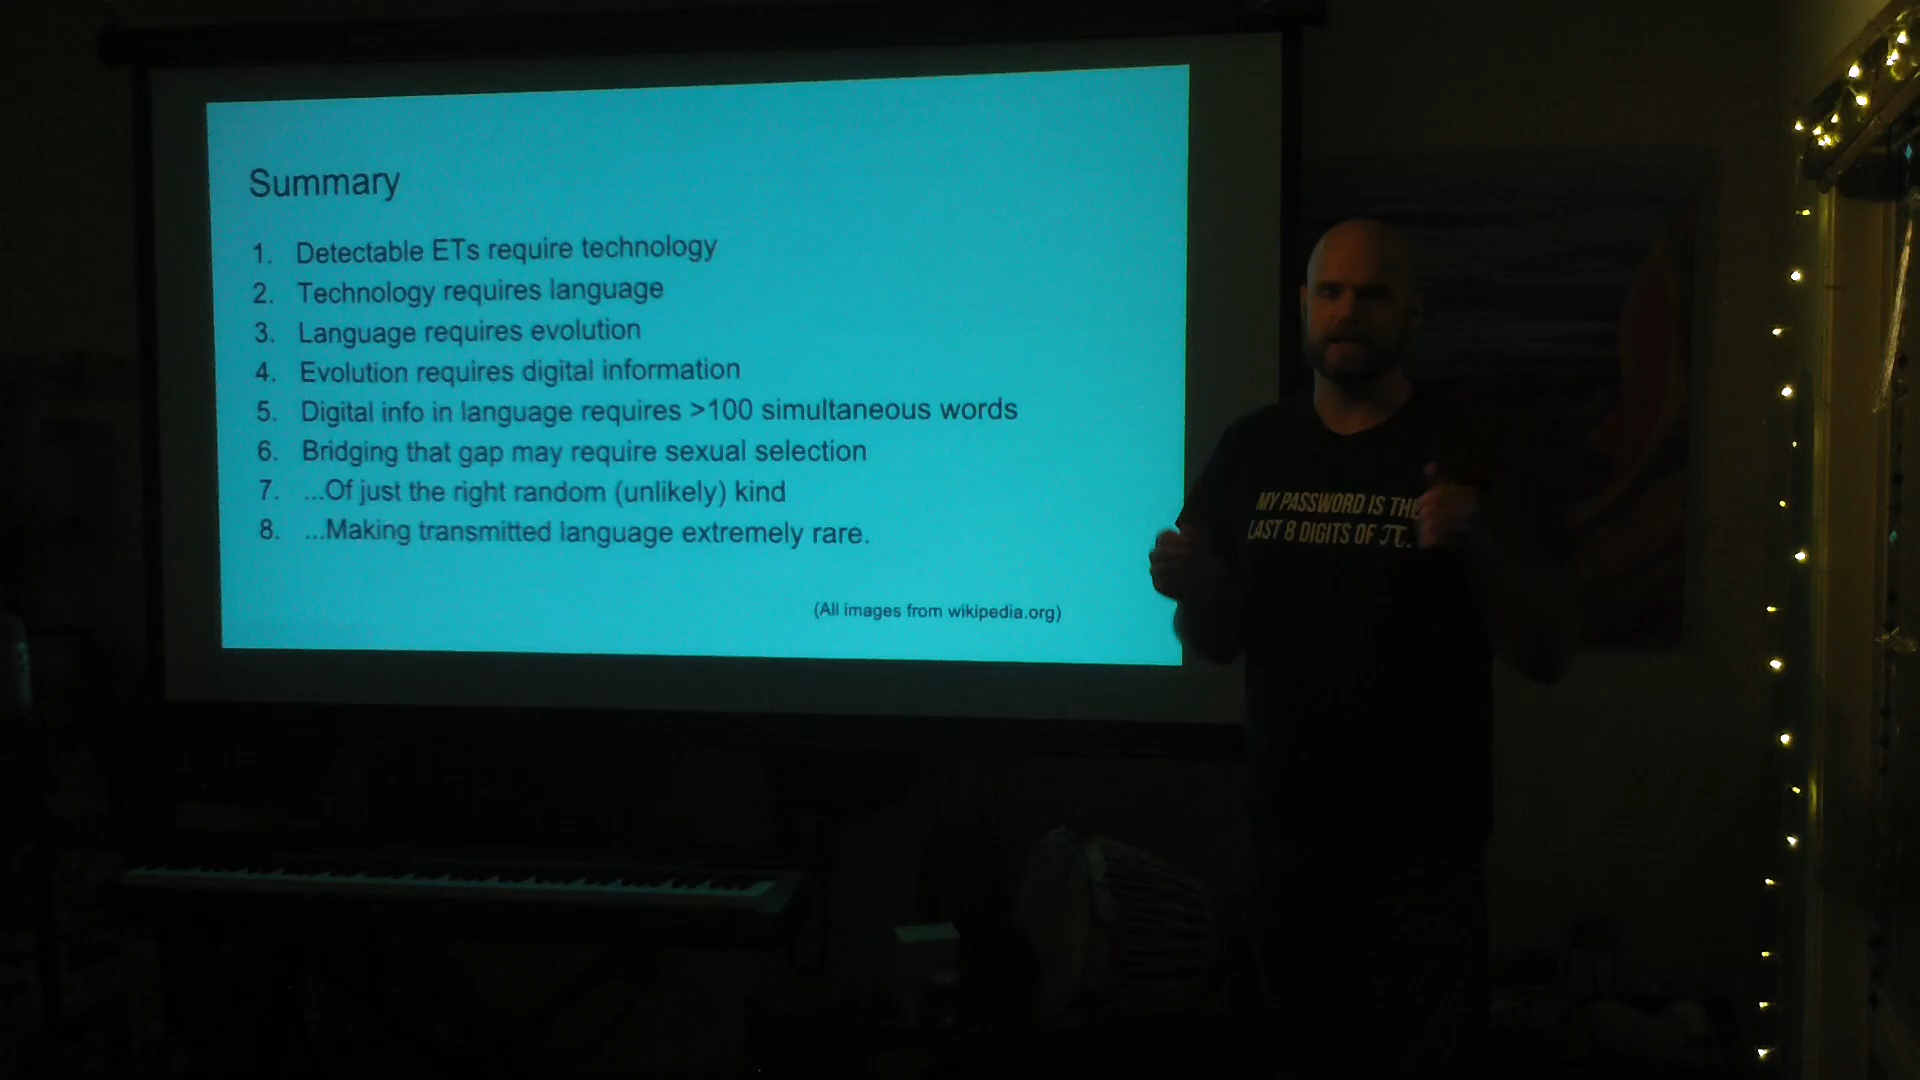 Summary
1. Detectable ETs require technology
2. Technology requires language
3. Language requires evolution
4. Evolution requires digital information
5. Digital info in language requires >100 simultaneous words
6. Bridging that gap may require sexual selection
7. ...Of just the right random (unlikely) kind
8. ...Making transmitted language extremely rare.
(All images from wikipedia.org)
MY PASSWORD IS THE
LAST 8 DIGITS OF π.